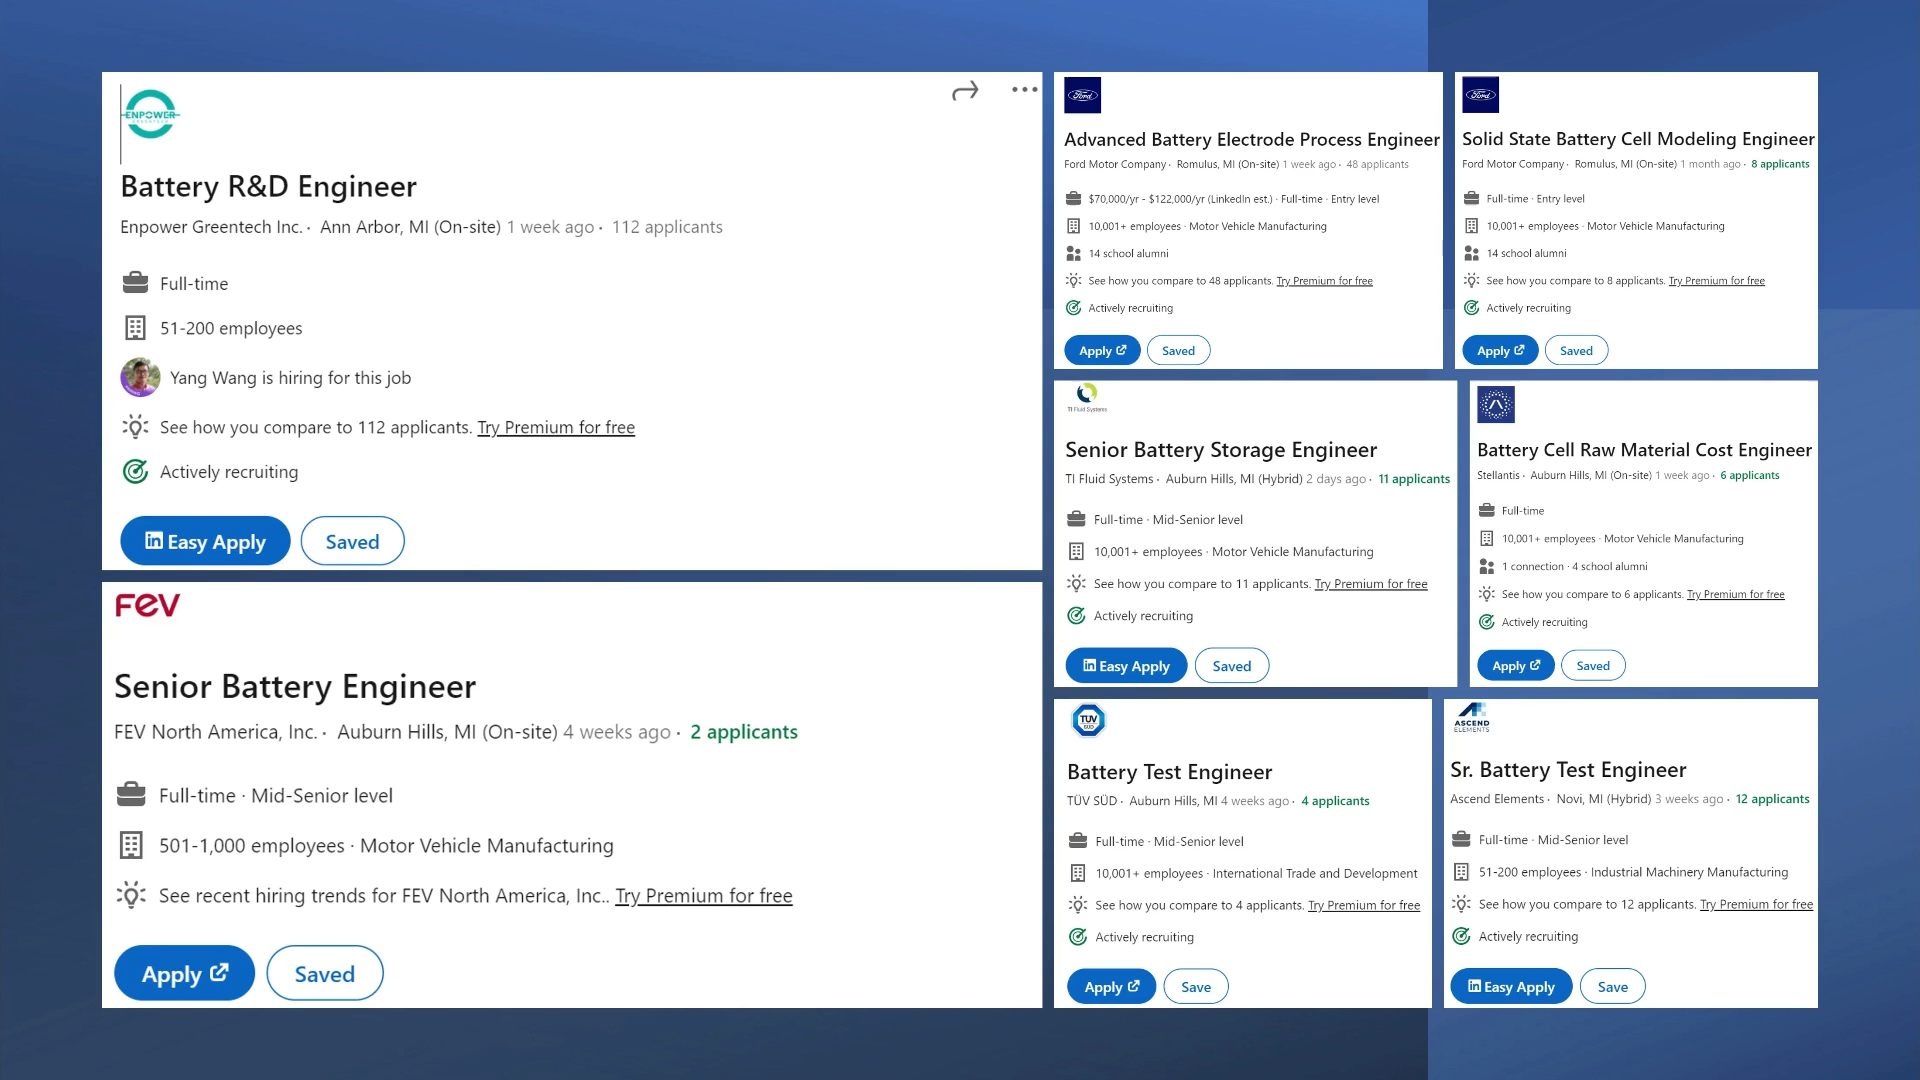 ENPOWER
GREENTECH
Battery R&D Engineer
Enpower Greentech Inc. · Ann Arbor, MI (On-site) 1 week ago · 112 applicants
Full-time
51-200 employees
Yang Wang is hiring for this job
See how you compare to 112 applicants. Try Premium for free
Actively recruiting
Easy Apply Saved
FEV
Senior Battery Engineer
FEV North America, Inc. · Auburn Hills, MI (On-site) 4 weeks ago · 2 applicants
Full-time · Mid-Senior level
501-1,000 employees · Motor Vehicle Manufacturing
See recent hiring trends for FEV North America, Inc.. Try Premium for free
Apply Saved
Ford
Advanced Battery Electrode Process Engineer
Ford Motor Company · Romulus, MI (On-site) 1 week ago · 48 applicants
$70,000/yr - $122,000/yr (LinkedIn est.) · Full-time · Entry level
10,001+ employees · Motor Vehicle Manufacturing
14 school alumni
See how you compare to 48 applicants. Try Premium for free
Actively recruiting
Apply Saved
Ford
Solid State Battery Cell Modeling Engineer
Ford Motor Company · Romulus, MI (On-site) 1 month ago · 8 applicants
Full-time · Entry level
10,001+ employees · Motor Vehicle Manufacturing
14 school alumni
See how you compare to 8 applicants. Try Premium for free
Actively recruiting
Apply Saved
TI Fluid Systems
Senior Battery Storage Engineer
TI Fluid Systems · Auburn Hills, MI (Hybrid) 2 days ago · 11 applicants
Full-time · Mid-Senior level
10,001+ employees · Motor Vehicle Manufacturing
See how you compare to 11 applicants. Try Premium for free
Actively recruiting
Easy Apply Saved
Battery Cell Raw Material Cost Engineer
Stellantis · Auburn Hills, MI (On-site) 1 week ago · 6 applicants
Full-time
10,001+ employees · Motor Vehicle Manufacturing
1 connection · 4 school alumni
See how you compare to 6 applicants. Try Premium for free
Actively recruiting
Apply Saved
TÜV
SÜD
Battery Test Engineer
TÜV SÜD · Auburn Hills, MI 4 weeks ago · 4 applicants
Full-time · Mid-Senior level
10,001+ employees · International Trade and Development
See how you compare to 4 applicants. Try Premium for free
Actively recruiting
Apply Save
ASCEND
ELEMENTS
Sr. Battery Test Engineer
Ascend Elements · Novi, MI (Hybrid) 3 weeks ago · 12 applicants
Full-time · Mid-Senior level
51-200 employees · Industrial Machinery Manufacturing
See how you compare to 12 applicants. Try Premium for free
Actively recruiting
Easy Apply Save